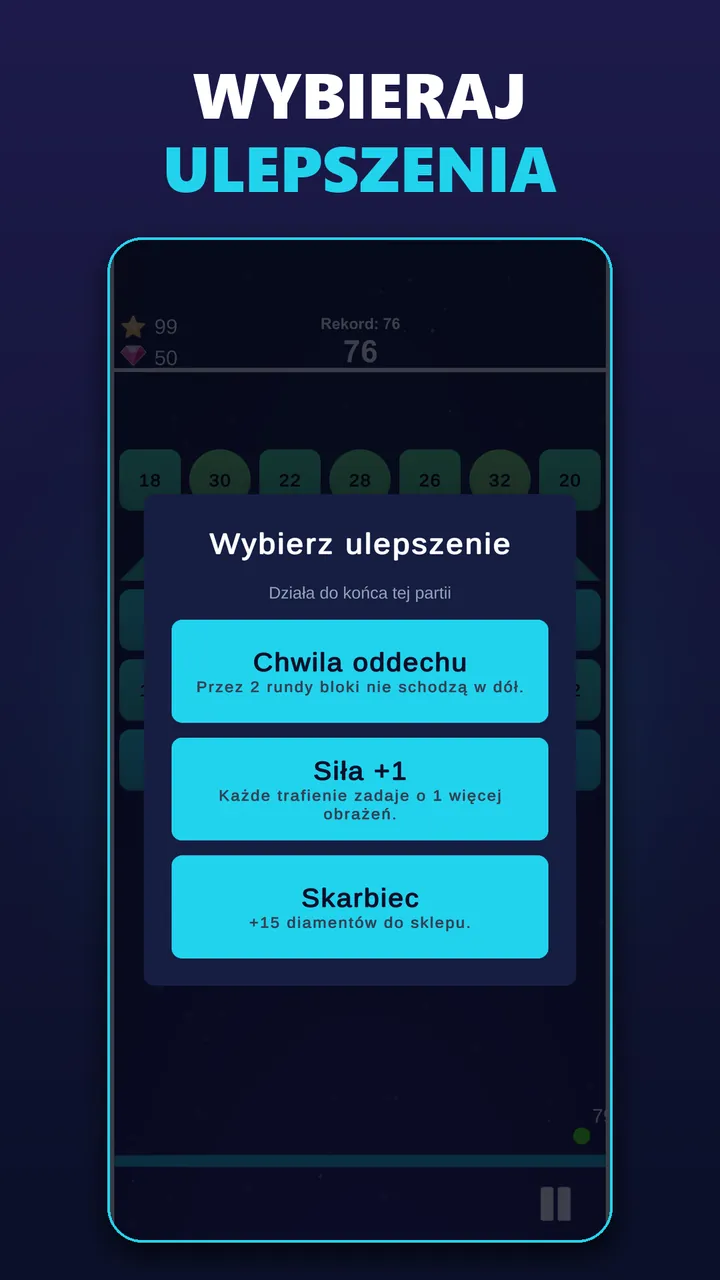 WYBIERAJ
ULEPSZENIA
99
Rekord: 76
50
76
18 30 22 28 26 32 20
Wybierz ulepszenie
Działa do końca tej partii
Chwila oddechu
Przez 2 rundy bloki nie schodzą w dół.
Siła +1
Każde trafienie zadaje o 1 więcej
obrażeń.
Skarbiec
+15 diamentów do sklepu.